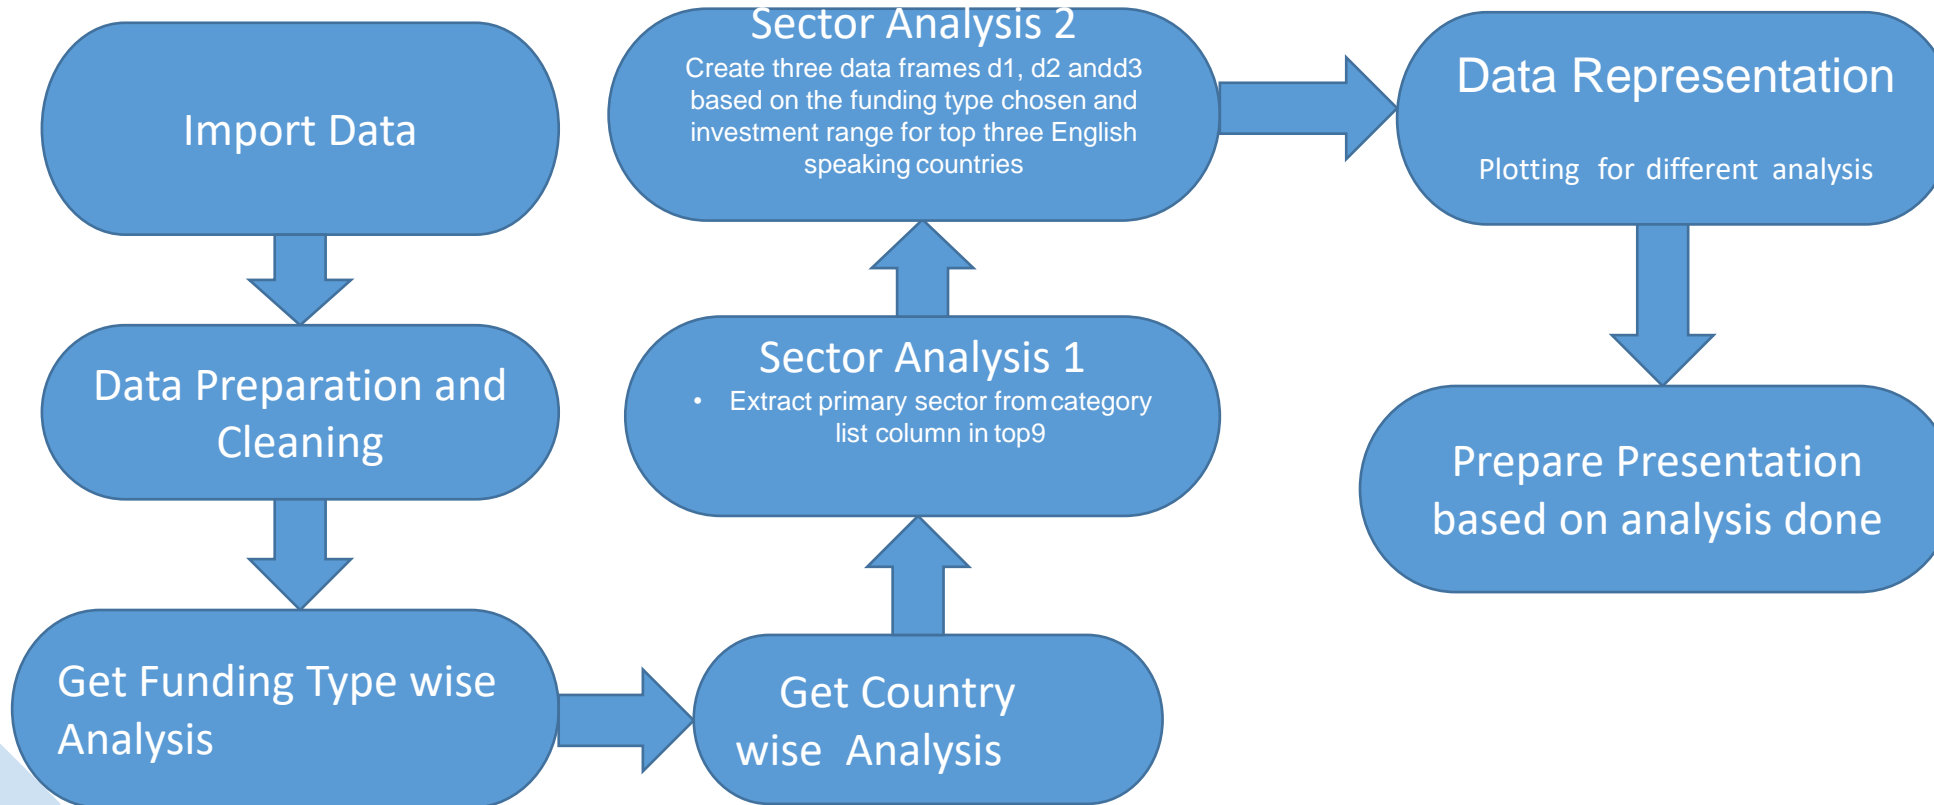 Import Data
Data Preparation and
Cleaning
Get Funding Type wise
Analysis
Get Country
wise Analysis
Sector Analysis 1
• Extract primary sector fromcategory
list column in top9
Sector Analysis 2
Create three data frames d1, d2 andd3
based on the funding type chosen and
investment range for top three English
speaking countries
Data Representation
Plotting for different analysis
Prepare Presentation
based on analysis done